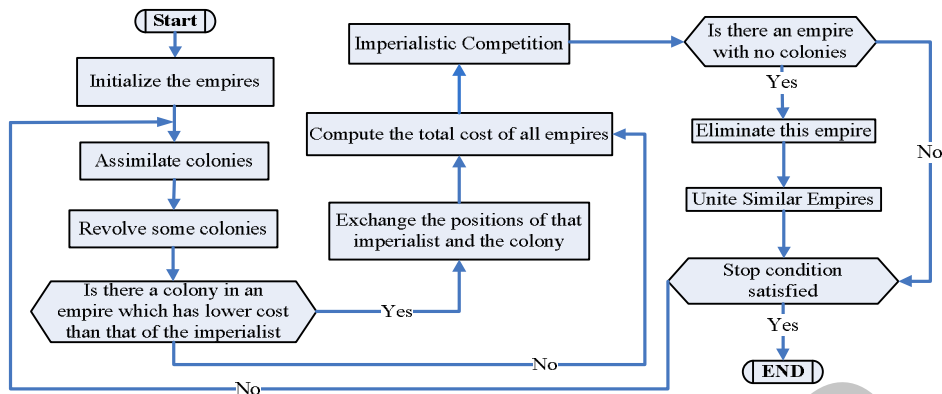 Start
Initialize the empires
Assimilate colonies
Revolve some colonies
Is there a colony in an
empire which has lower cost
than that of the imperialist
Yes
No
Exchange the positions of that
imperialist and the colony
Compute the total cost of all empires
Imperialistic Competition
Is there an empire
with no colonies
Yes
No
Eliminate this empire
Unite Similar Empires
Stop condition
satisfied
Yes
No
END